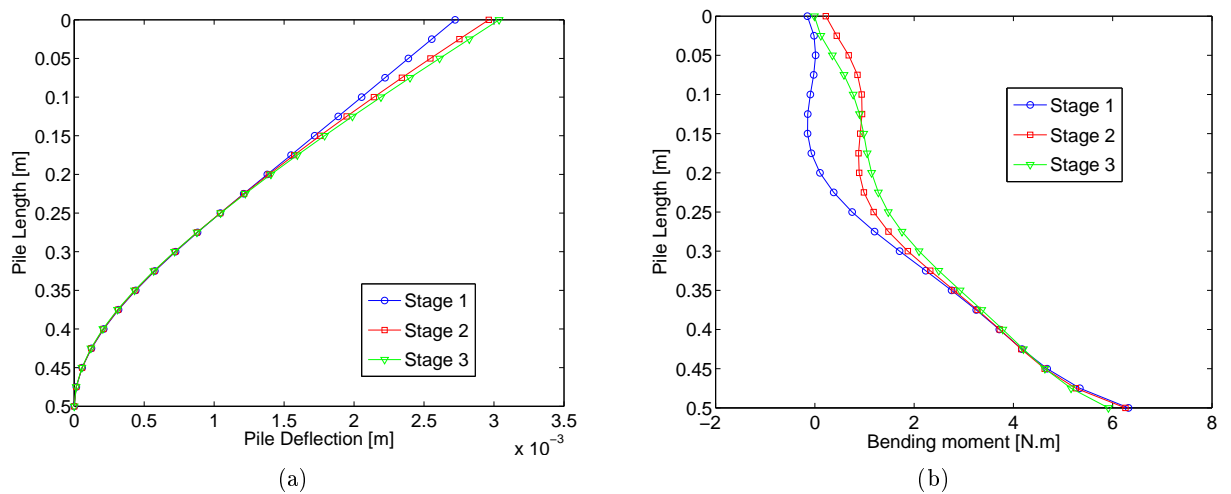 0
0.05
0.1
0.15
0.2
0.25
0.3
0.35
0.4
0.45
0.5
Pile Length [m]
Stage 1
Stage 2
Stage 3
0 0.5 1 1.5 2 2.5 3 3.5
x 10⁻³
Pile Deflection [m]
(a)
0
0.05
0.1
0.15
0.2
0.25
0.3
0.35
0.4
0.45
0.5
Pile Length [m]
Stage 1
Stage 2
Stage 3
−2 0 2 4 6 8
Bending moment [N.m]
(b)